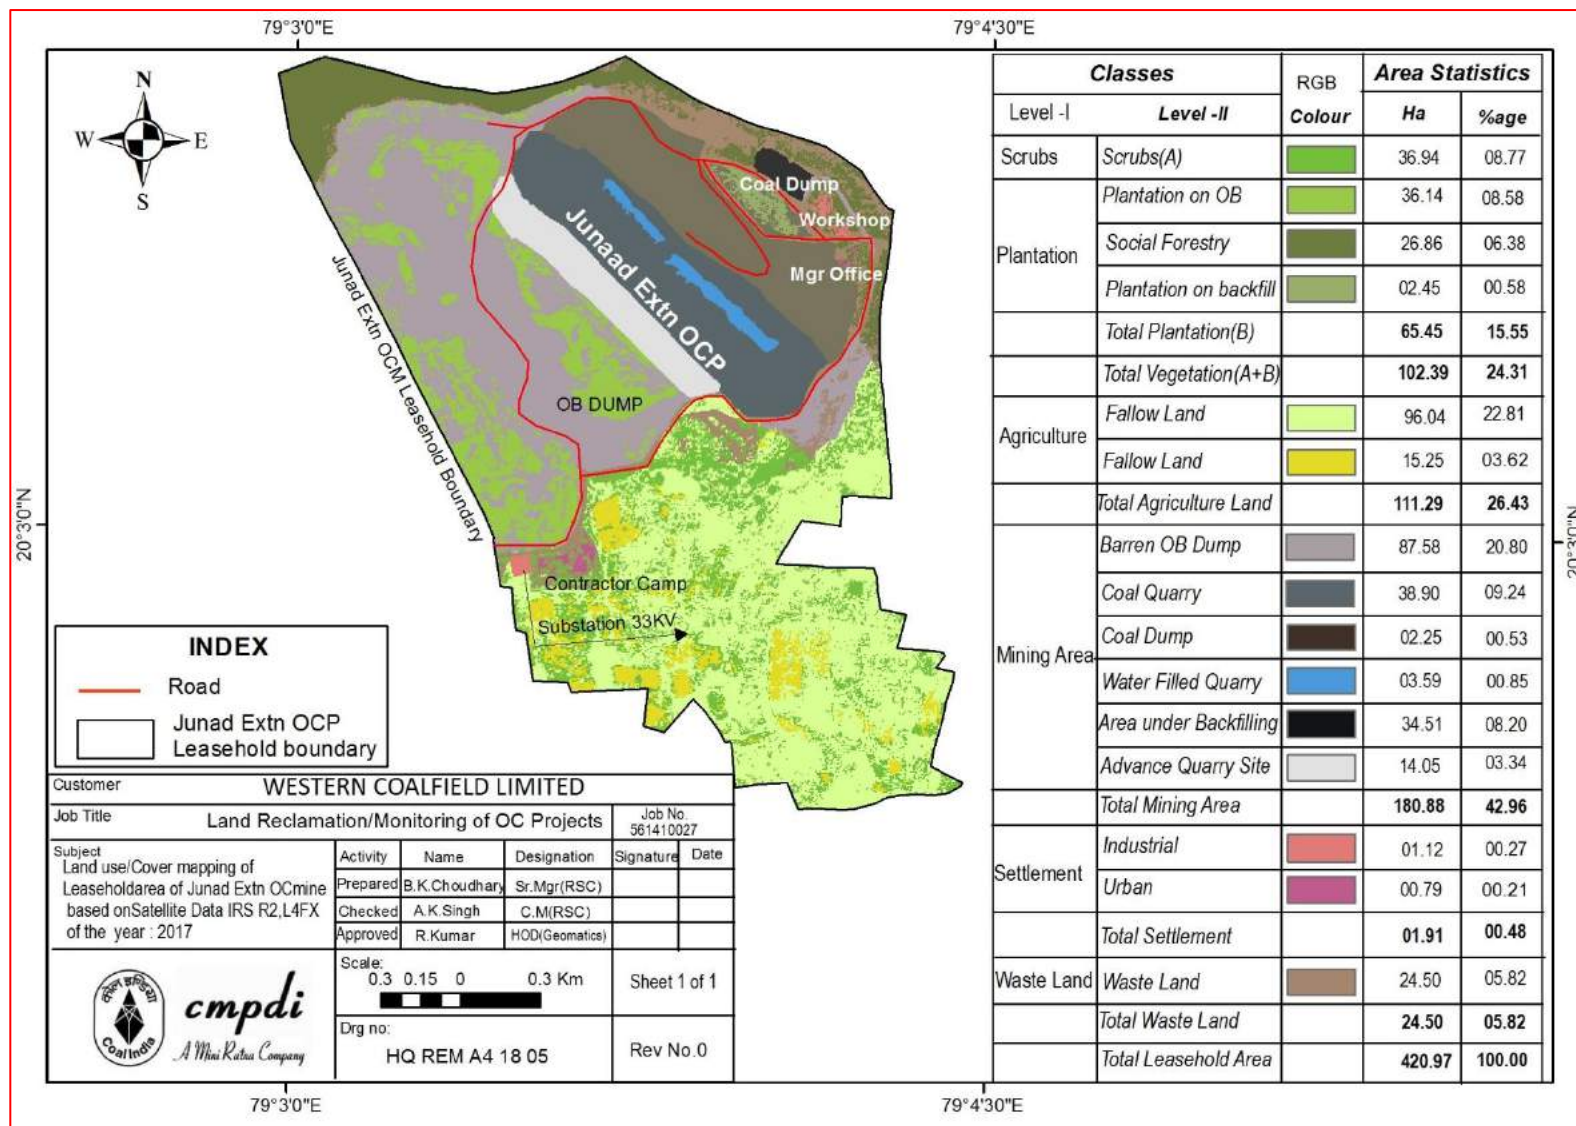 79°3'0"E
79°4'30"E
N
W
E
S
20°3'0"N
20°3'0"N
Coal Dump
Workshop
Mgr Office
Junaad Extn OCP
OB DUMP
Junad Extn OCM Leasehold Boundary
Contractor Camp
Substation 33KV
INDEX
Road
Junad Extn OCP
Leasehold boundary
Classes RGB Colour Area Statistics
Level -I Level -II Ha %age
Scrubs Scrubs(A) 36.94 08.77
Plantation Plantation on OB 36.14 08.58
Social Forestry 26.86 06.38
Plantation on backfill 02.45 00.58
Total Plantation(B) 65.45 15.55
Total Vegetation(A+B) 102.39 24.31
Agriculture Fallow Land 96.04 22.81
Fallow Land 15.25 03.62
Total Agriculture Land 111.29 26.43
Mining Area Barren OB Dump 87.58 20.80
Coal Quarry 38.90 09.24
Coal Dump 02.25 00.53
Water Filled Quarry 03.59 00.85
Area under Backfilling 34.51 08.20
Advance Quarry Site 14.05 03.34
Total Mining Area 180.88 42.96
Settlement Industrial 01.12 00.27
Urban 00.79 00.21
Total Settlement 01.91 00.48
Waste Land Waste Land 24.50 05.82
Total Waste Land 24.50 05.82
Total Leasehold Area 420.97 100.00
Customer WESTERN COALFIELD LIMITED
Job Title Land Reclamation/Monitoring of OC Projects Job No. 561410027
Subject
Land use/Cover mapping of
Leaseholdarea of Junad Extn OCmine
based onSatellite Data IRS R2,L4FX
of the year : 2017
Activity Name Designation Signature Date
Prepared B.K.Choudhary Sr.Mgr(RSC)
Checked A.K.Singh C.M(RSC)
Approved R.Kumar HOD(Geomatics)
Scale:
0.3 0.15 0 0.3 Km
Sheet 1 of 1
Drg no:
HQ REM A4 18 05
Rev No.0
कोल इण्डिया
Coal India
cmpdi
A Mini Ratna Company
79°3'0"E
79°4'30"E